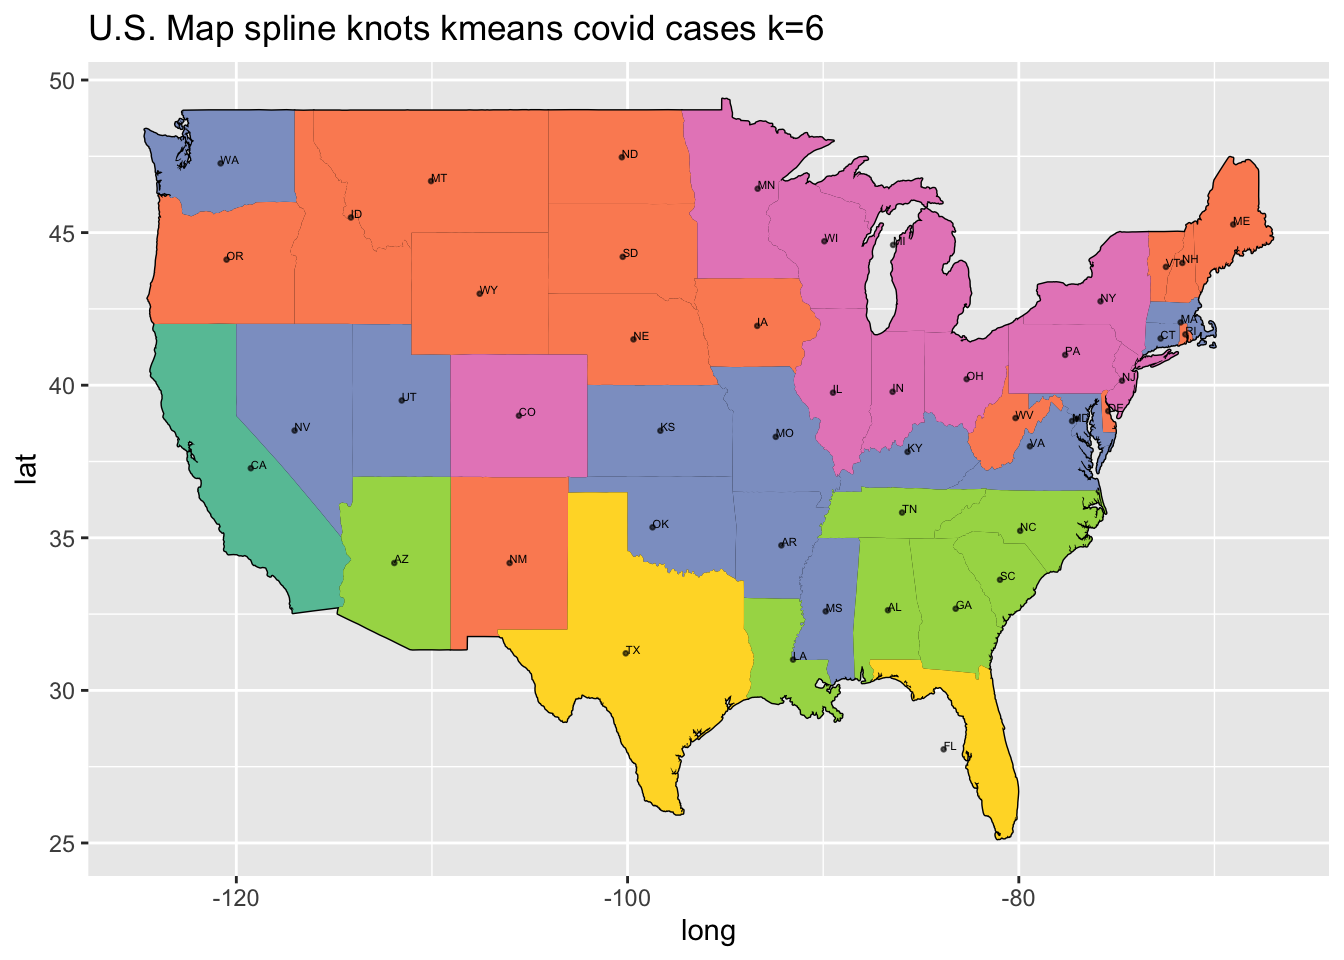 U.S. Map spline knots kmeans covid cases k=6
50
45
40
35
30
25
lat
WA
MT
ND
MN
ID
OR
SD
WI
MI
ME
VT
NH
WY
NE
IA
NY
MA
CT
RI
PA
NJ
NV
UT
CO
KS
MO
IL
IN
OH
WV
MD
DE
VA
KY
CA
AZ
NM
OK
AR
TN
NC
SC
MS
AL
GA
TX
LA
FL
-120
-100
-80
long